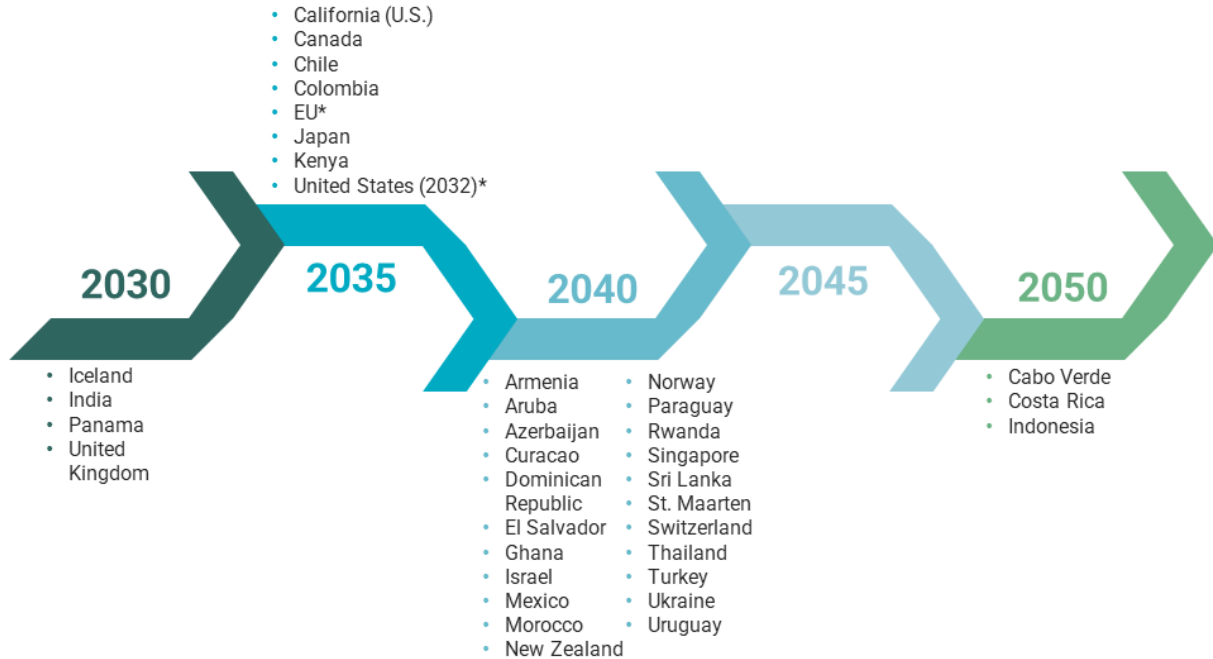 • California (U.S.)
• Canada
• Chile
• Colombia
• EU*
• Japan
• Kenya
• United States (2032)*
2030
2035
2040
2045
2050
• Iceland
• India
• Panama
• United
Kingdom
• Armenia
• Aruba
• Azerbaijan
• Curacao
• Dominican
Republic
• El Salvador
• Ghana
• Israel
• Mexico
• Morocco
• New Zealand
• Norway
• Paraguay
• Rwanda
• Singapore
• Sri Lanka
• St. Maarten
• Switzerland
• Thailand
• Turkey
• Ukraine
• Uruguay
• Cabo Verde
• Costa Rica
• Indonesia